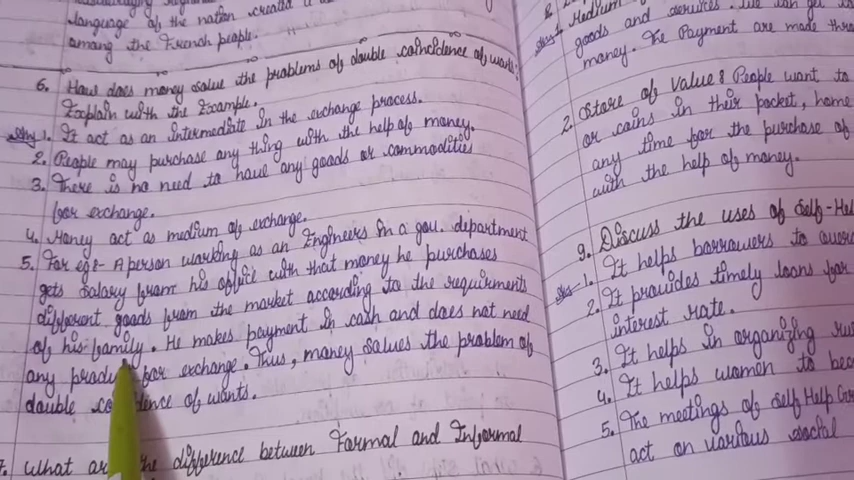 language of the nation created a
among the French people.
6. How does money solve the problems of double coincidence of wants?
Explain with the Example.
Ans 1. It act as an intermediate in the exchange process.
2. People may purchase any thing with the help of money.
3. There is no need to have any goods or commodities
for exchange.
4. Money act as medium of exchange.
5. For eg:- A person working as an Engineers in a gov. department
gets salary from his office with that money he purchases
different goods from the market according to the requirments
of his family. He makes payment in cash and does not need
any produ for exchange. Thus, money solves the problem of
double co dence of wants.
7. What are the difference between Formal and Informal
Medium
goods and services. We can get
money. The Payment are made thro
2. Store of Value: People want to
or coins in their pocket, home
any time for the purchase of
with the help of money.
9. Discuss the uses of Self-Hel
Ans- 1. It helps borrowers to over
2. It provides timely loans for
interest rate.
3. It helps in organizing ru
4. It helps women to bec
5. The meetings of Self Help Gro
act on various social